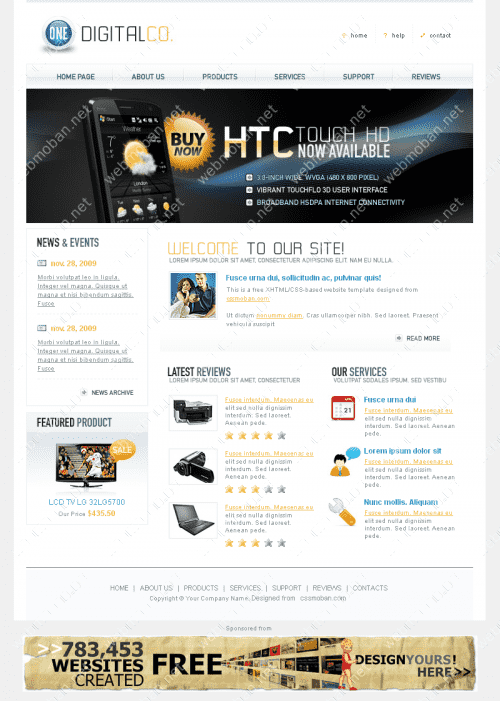 ONE DIGITALCO.
home ? help contact
HOME PAGE ABOUT US PRODUCTS SERVICES SUPPORT REVIEWS
BUY NOW
HTC TOUCH HD
NOW AVAILABLE
3.8-INCH WIDE WVGA (480 X 800 PIXEL)
VIBRANT TOUCHFLO 3D USER INTERFACE
BROADBAND HSDPA INTERNET CONNECTIVITY
webmoban.net webmoban.net webmoban.net
NEWS & EVENTS
nov. 28, 2009
Morbi volutpat leo in ligula.
Integer vel magna. Quisque ut
magna et nisi bibendum sagittis.
Fusce
nov. 28, 2009
Morbi volutpat leo in ligula.
Integer vel magna. Quisque ut
magna et nisi bibendum sagittis.
Fusce
NEWS ARCHIVE
FEATURED PRODUCT
SALE
LCD TV LG 32LG5700
Our Price $435.50
WELCOME TO OUR SITE!
LOREM IPSUM DOLOR SIT AMET, CONSECTETUER ADIPISCING ELIT. NAM EU NULLA.
Fusce urna dui, sollicitudin ac, pulvinar quis!
This is a free XHTML/CSS-based website template designed from
cssmoban.com/
Ut dictum nonummy diam. Cras ullamcorper nibh. Sed laoreet. Praesent
vehicula suscipit
READ MORE
LATEST REVIEWS
LOREM IPSUM DOLOR SIT AMET, CONSECTETUER
Fusce interdum. Maecenas eu
elit sed nulla dignissim
interdum. Sed laoreet.
Aenean pede.
Fusce interdum. Maecenas eu
elit sed nulla dignissim
interdum. Sed laoreet.
Aenean pede.
Fusce interdum. Maecenas eu
elit sed nulla dignissim
interdum. Sed laoreet.
Aenean pede.
OUR SERVICES
VOLUTPAT SODALES IPSUM. SED VESTIBU
21
Fusce urna dui
Fusce interdum. Maecenas eu
elit sed nulla dignissim
interdum. Sed laoreet. Aenean
pede.
Lorem ipsum dolor sit
Fusce interdum. Maecenas eu
elit sed nulla dignissim
interdum. Sed laoreet. Aenean
pede.
Nunc mollis. Aliquam
Fusce interdum. Maecenas eu
elit sed nulla dignissim
interdum. Sed laoreet. Aenean
pede.
HOME | ABOUT US | PRODUCTS | SERVICES | SUPPORT | REVIEWS | CONTACTS
Copyright © Your Company Name. Designed from cssmoban.com
Sponsored from
>>783,453
WEBSITES
CREATED
FREE
DESIGNYOURS!
HERE>>